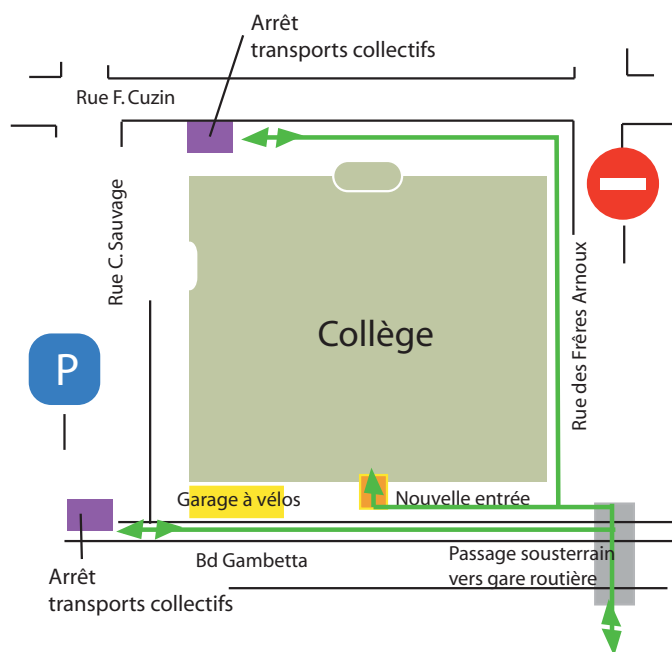 Arrêt
transports collectifs
Rue F. Cuzin
Rue C. Sauvage
Rue des Frêres Arnoux
Collège
P
Garage à vélos
Nouvelle entrée
Bd Gambetta
Passage sousterrain
vers gare routière
Arrêt
transports collectifs